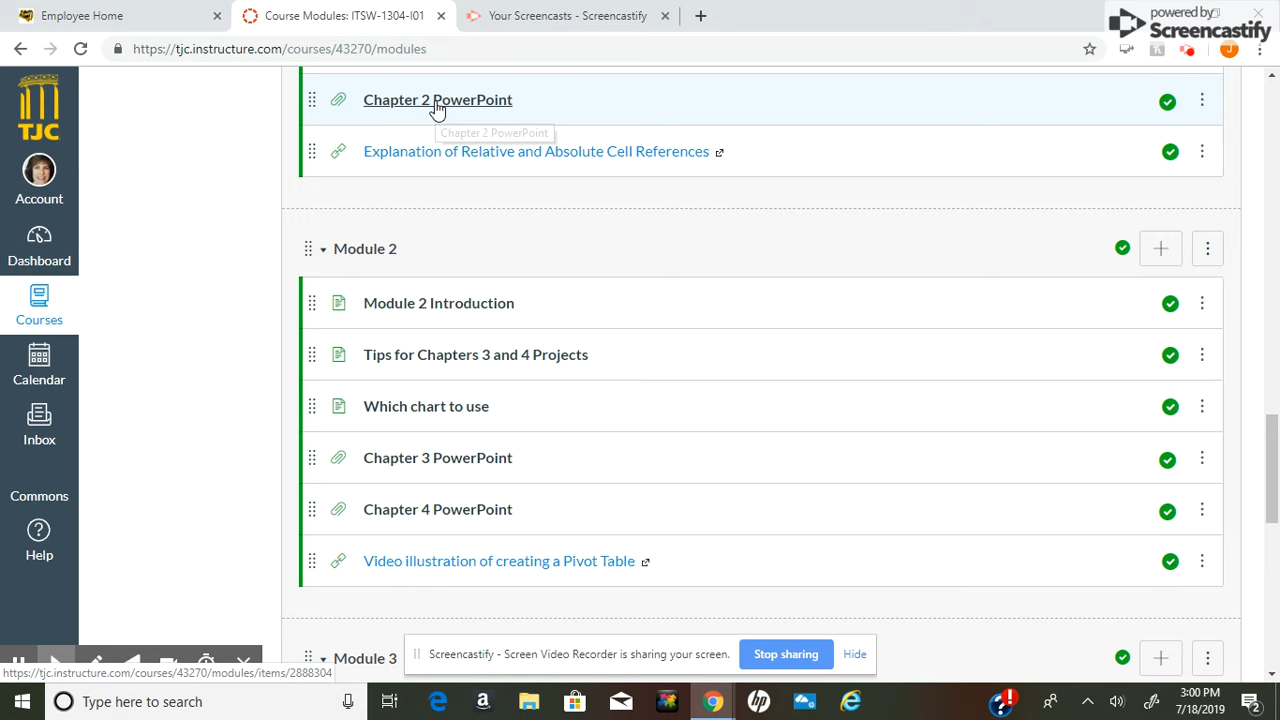 Employee Home
Course Modules: ITSW-1304-I01
Your Screencasts - Screencastify
powered by
Screencastify
https://tjc.instructure.com/courses/43270/modules
TJC
Account
Dashboard
Courses
Calendar
Inbox
Commons
Help
Chapter 2 PowerPoint
Chapter 2 PowerPoint
Explanation of Relative and Absolute Cell References
Module 2
Module 2 Introduction
Tips for Chapters 3 and 4 Projects
Which chart to use
Chapter 3 PowerPoint
Chapter 4 PowerPoint
Video illustration of creating a Pivot Table
Module 3
Screencastify - Screen Video Recorder is sharing your screen.
Stop sharing
Hide
https://tjc.instructure.com/courses/43270/modules/items/2888304
Type here to search
3:00 PM
7/18/2019